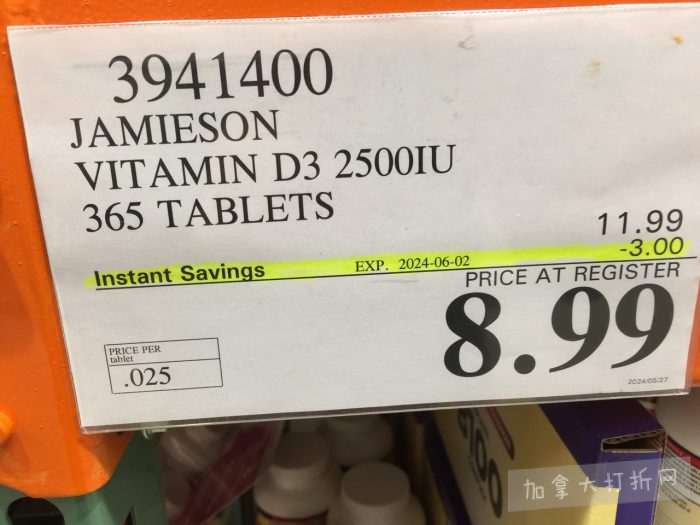 3941400
JAMIESON
VITAMIN D3 2500IU
365 TABLETS
11.99
Instant Savings EXP. 2024-06-02 -3.00
PRICE AT REGISTER
8.99
PRICE PER
tablet
.025
2024/05/27
100
加拿大打折网